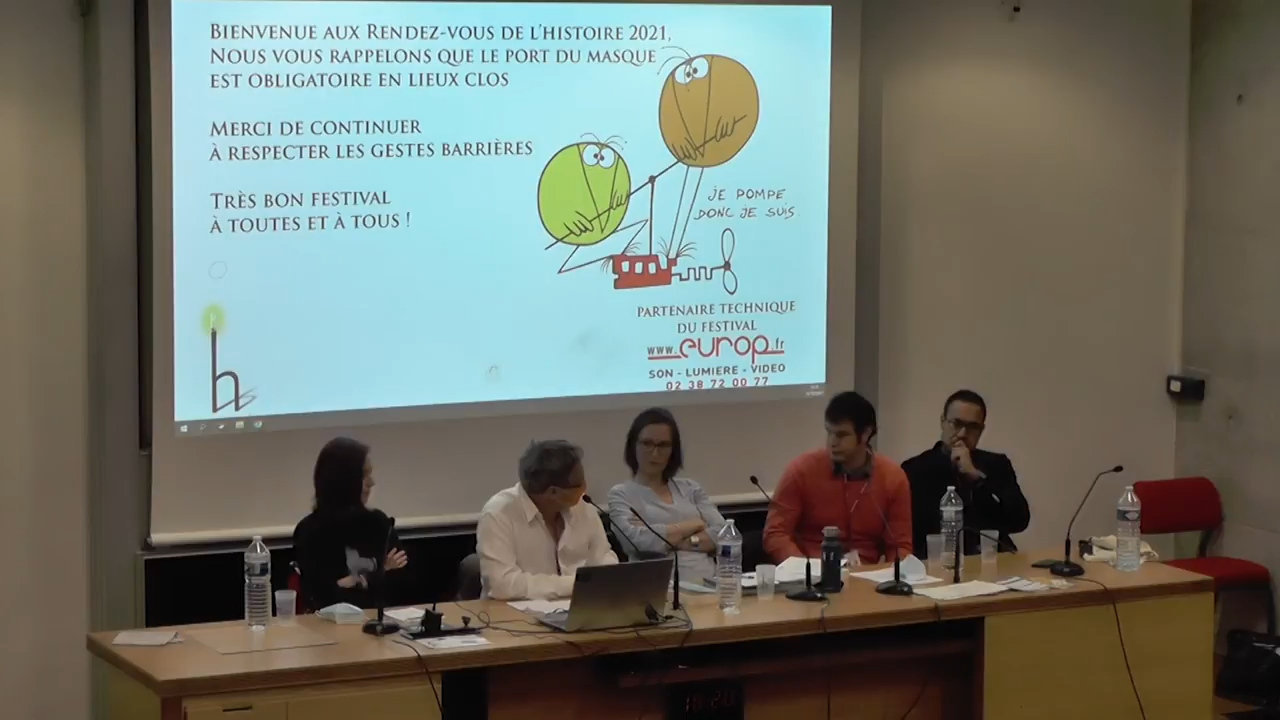 BIENVENUE AUX RENDEZ-VOUS DE L'HISTOIRE 2021,
NOUS VOUS RAPPELONS QUE LE PORT DU MASQUE
EST OBLIGATOIRE EN LIEUX CLOS
MERCI DE CONTINUER
À RESPECTER LES GESTES BARRIÈRES
TRÈS BON FESTIVAL
À TOUTES ET À TOUS !
JE POMPE
DONC JE SUIS
PARTENAIRE TECHNIQUE
DU FESTIVAL
www.europ.fr
SON - LUMIERE - VIDEO
02 38 72 00 77
h